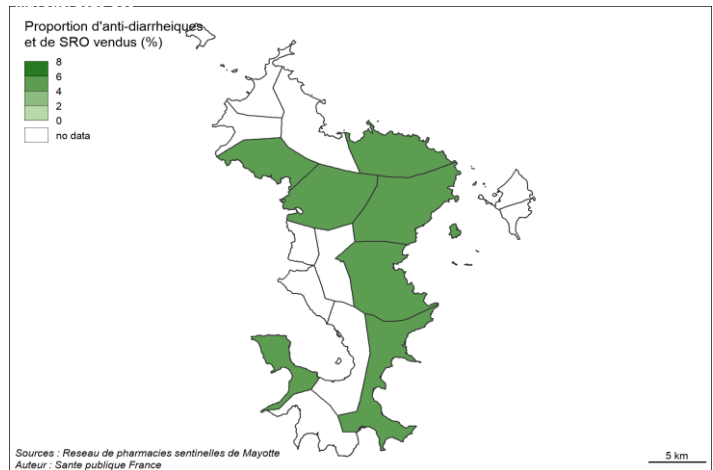 Proportion d'anti-diarrheiques
et de SRO vendus (%)
8
6
4
2
0
no data
Sources : Reseau de pharmacies sentinelles de Mayotte
Auteur : Sante publique France
5 km